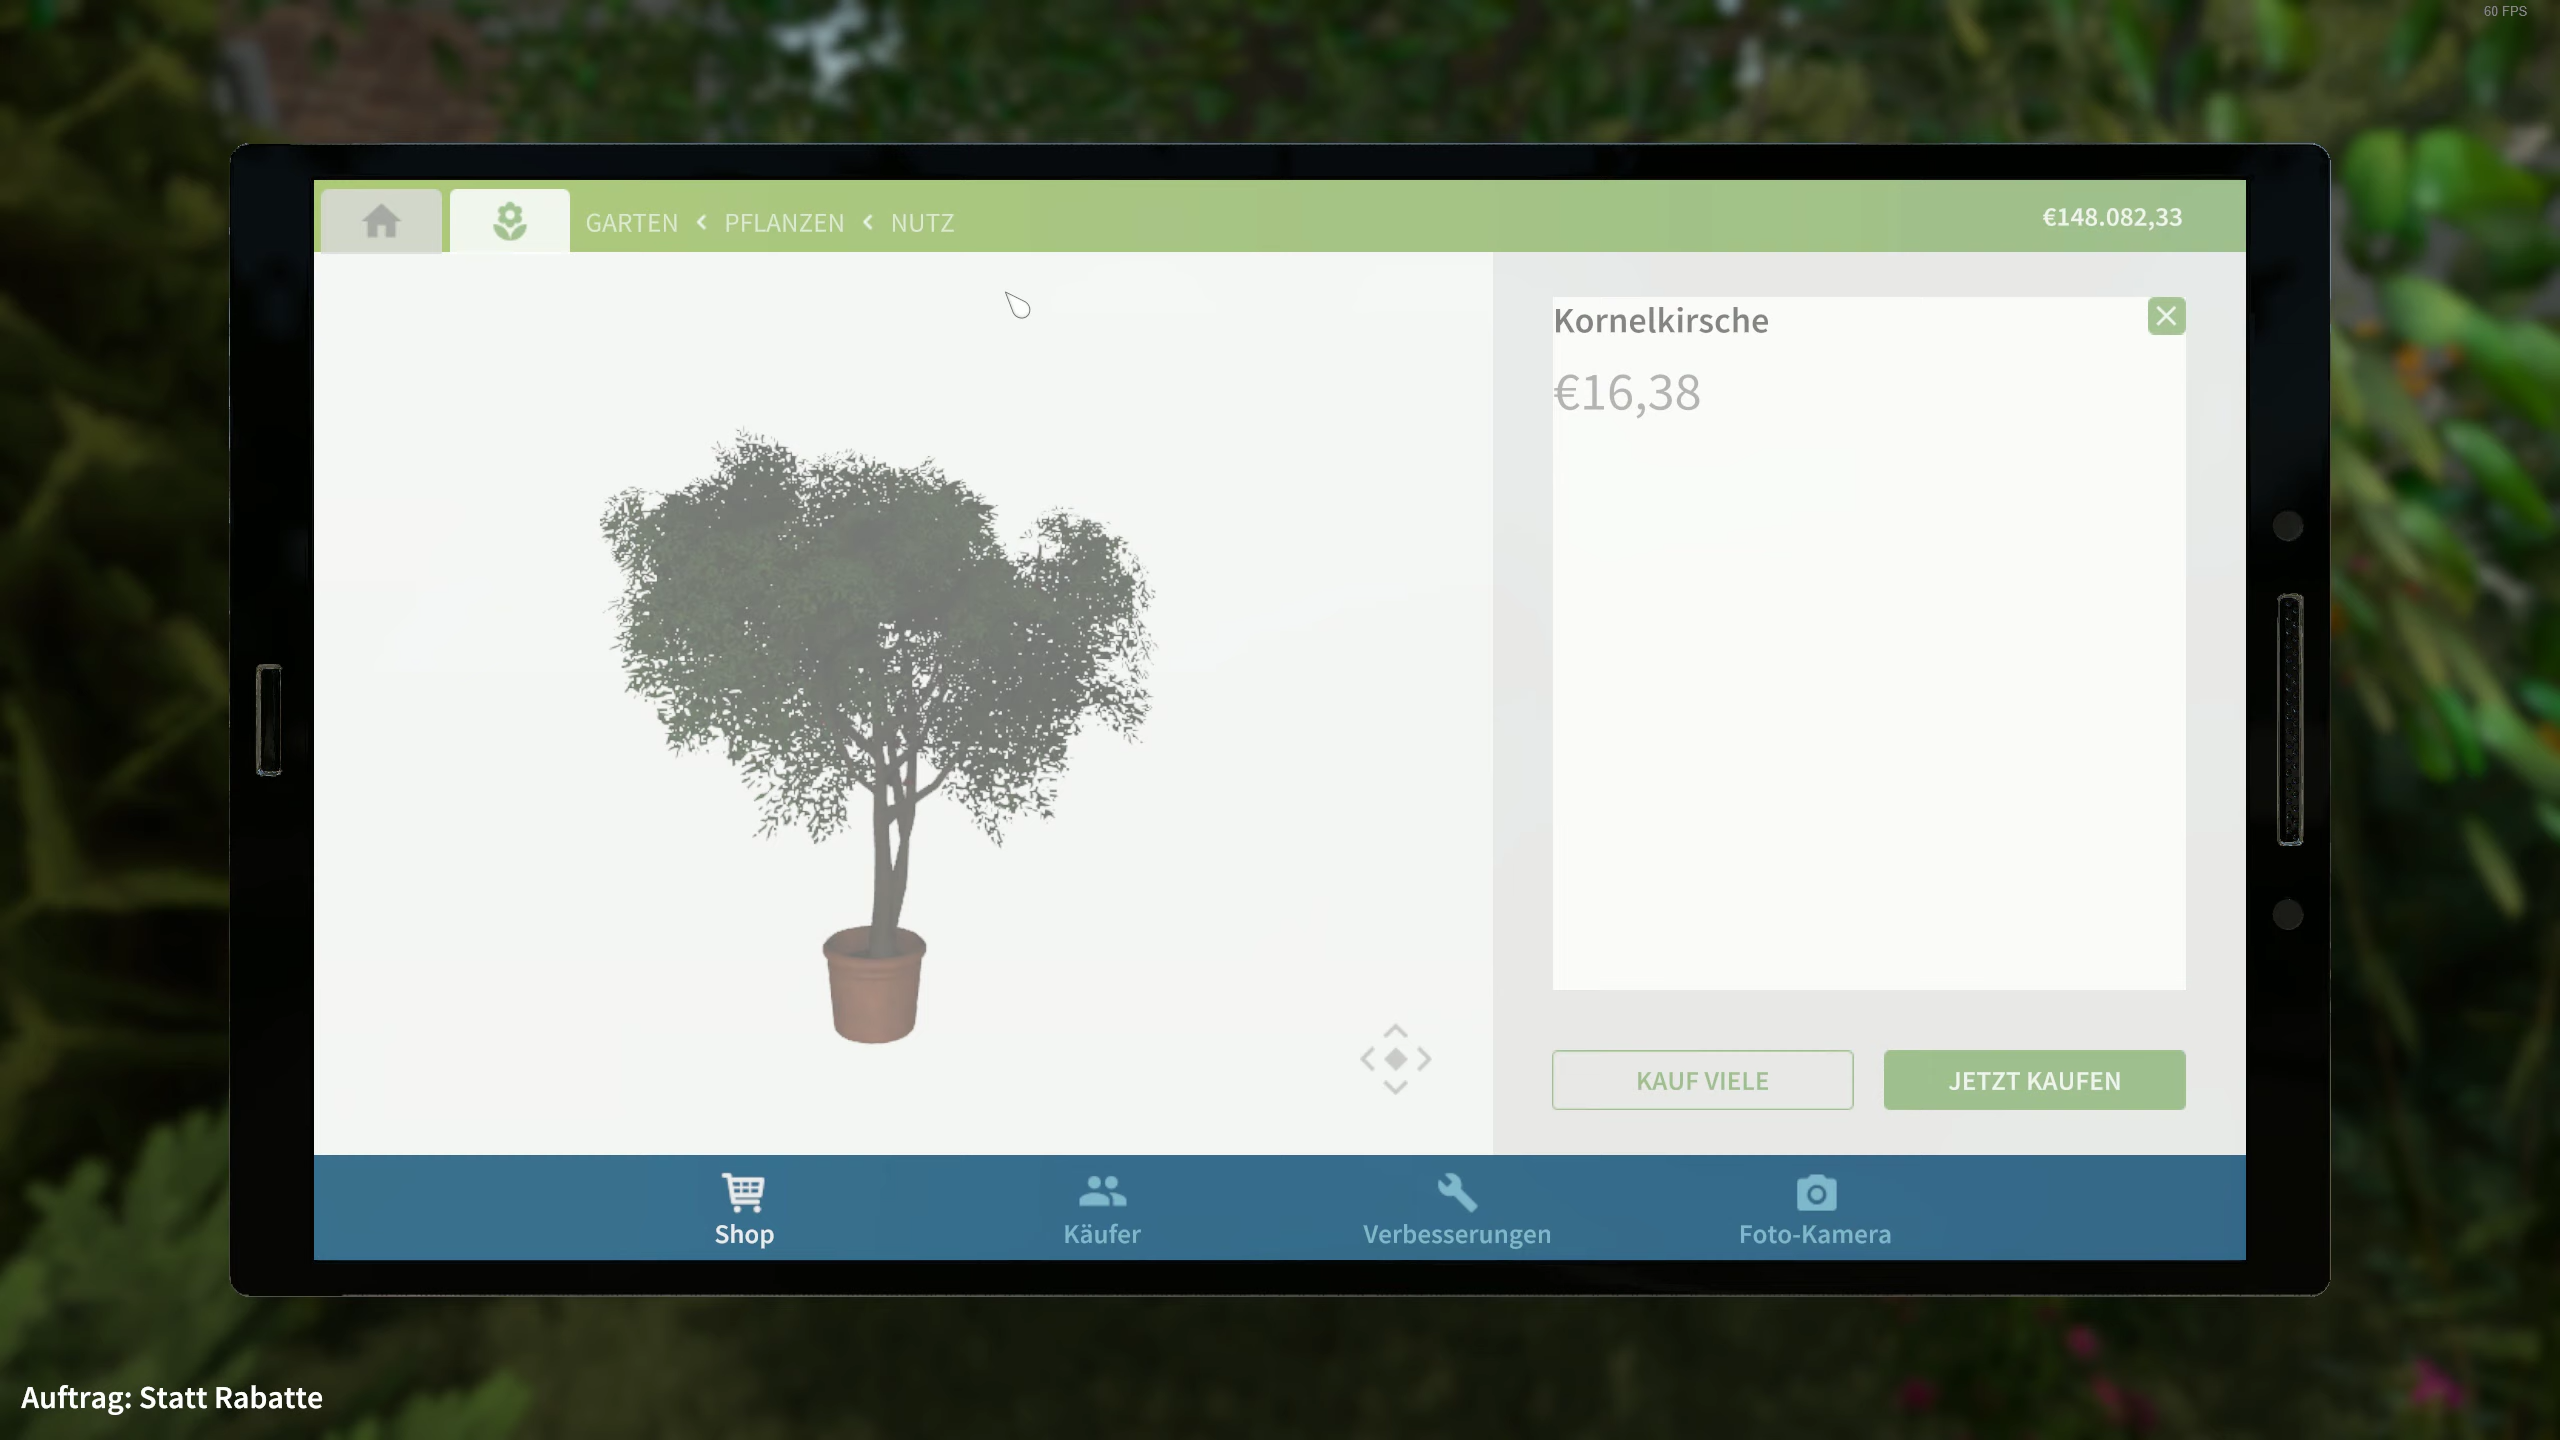 60 FPS
GARTEN < PFLANZEN < NUTZ
€148.082,33
Kornelkirsche
€16,38
KAUF VIELE
JETZT KAUFEN
Shop
Käufer
Verbesserungen
Foto-Kamera
Auftrag: Statt Rabatte